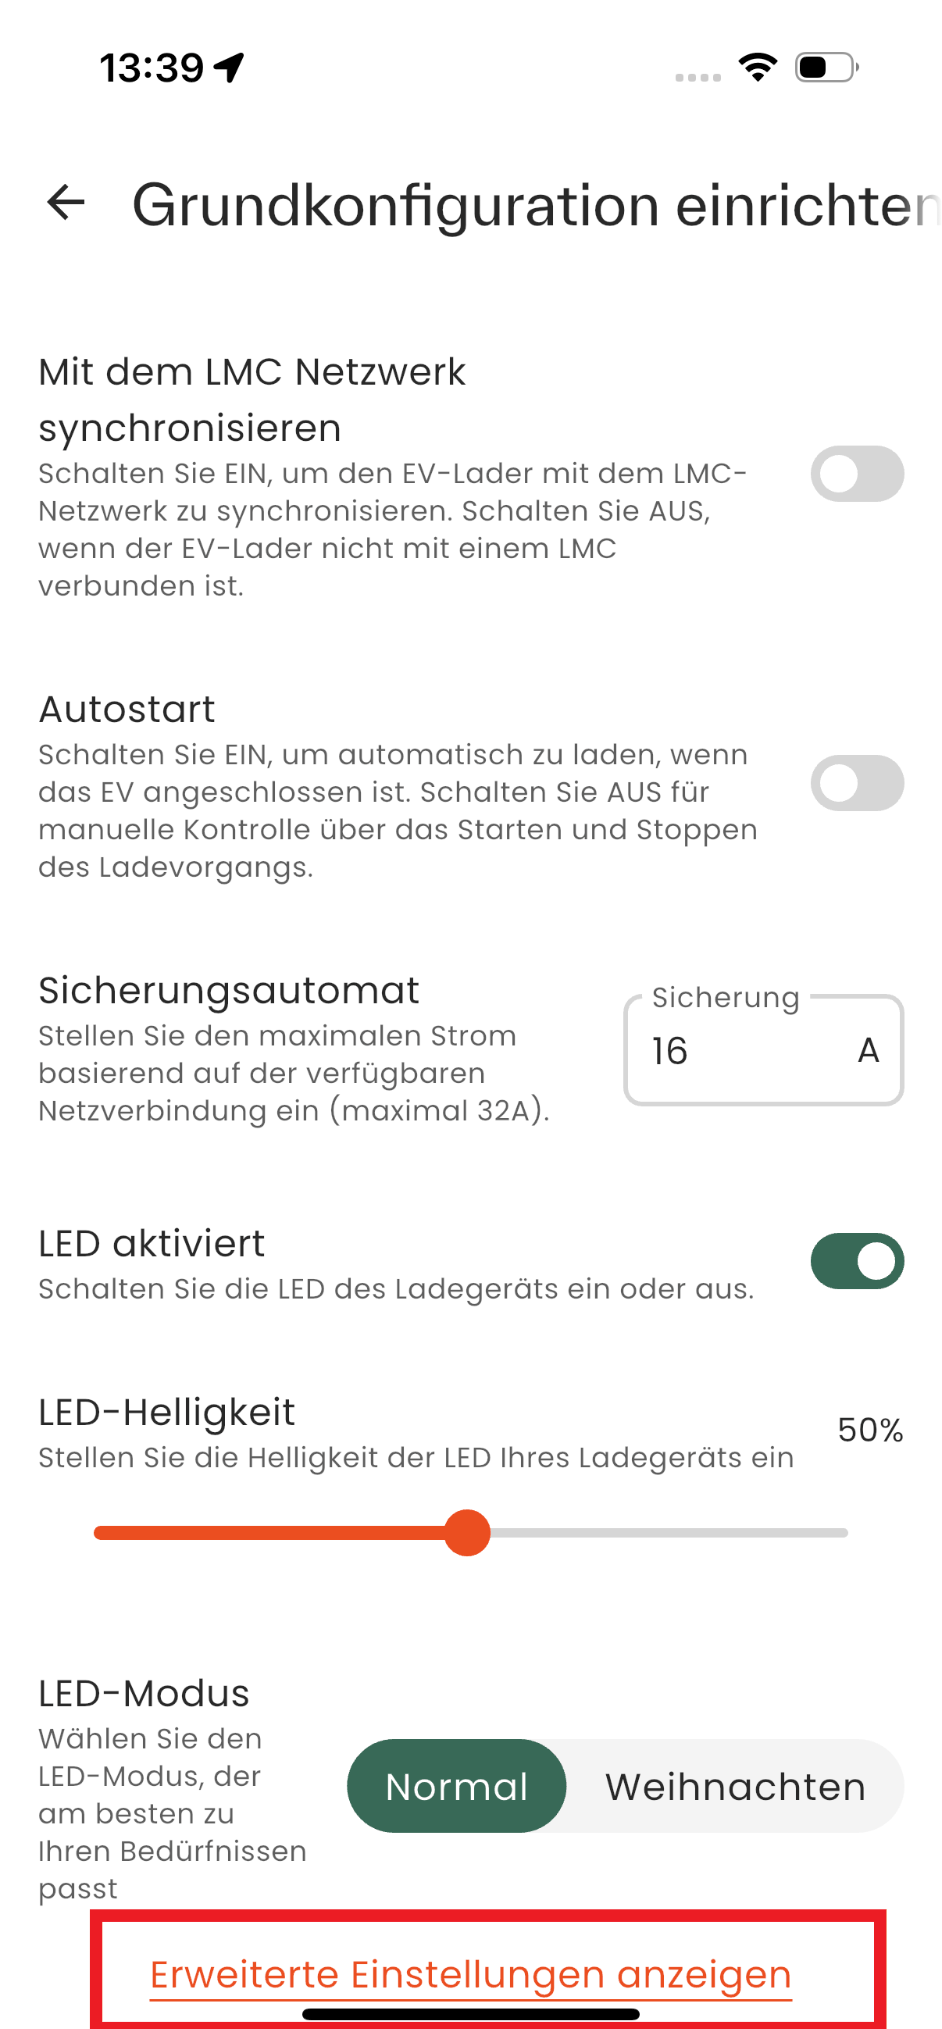 13:39
Grundkonfiguration einrichten
Mit dem LMC Netzwerk
synchronisieren
Schalten Sie EIN, um den EV-Lader mit dem LMC-
Netzwerk zu synchronisieren. Schalten Sie AUS,
wenn der EV-Lader nicht mit einem LMC
verbunden ist.
Autostart
Schalten Sie EIN, um automatisch zu laden, wenn
das EV angeschlossen ist. Schalten Sie AUS für
manuelle Kontrolle über das Starten und Stoppen
des Ladevorgangs.
Sicherungsautomat
Stellen Sie den maximalen Strom
basierend auf der verfügbaren
Netzverbindung ein (maximal 32A).
Sicherung
16 A
LED aktiviert
Schalten Sie die LED des Ladegeräts ein oder aus.
LED-Helligkeit
Stellen Sie die Helligkeit der LED Ihres Ladegeräts ein
50%
LED-Modus
Wählen Sie den
LED-Modus, der
am besten zu
Ihren Bedürfnissen
passt
Normal Weihnachten
Erweiterte Einstellungen anzeigen